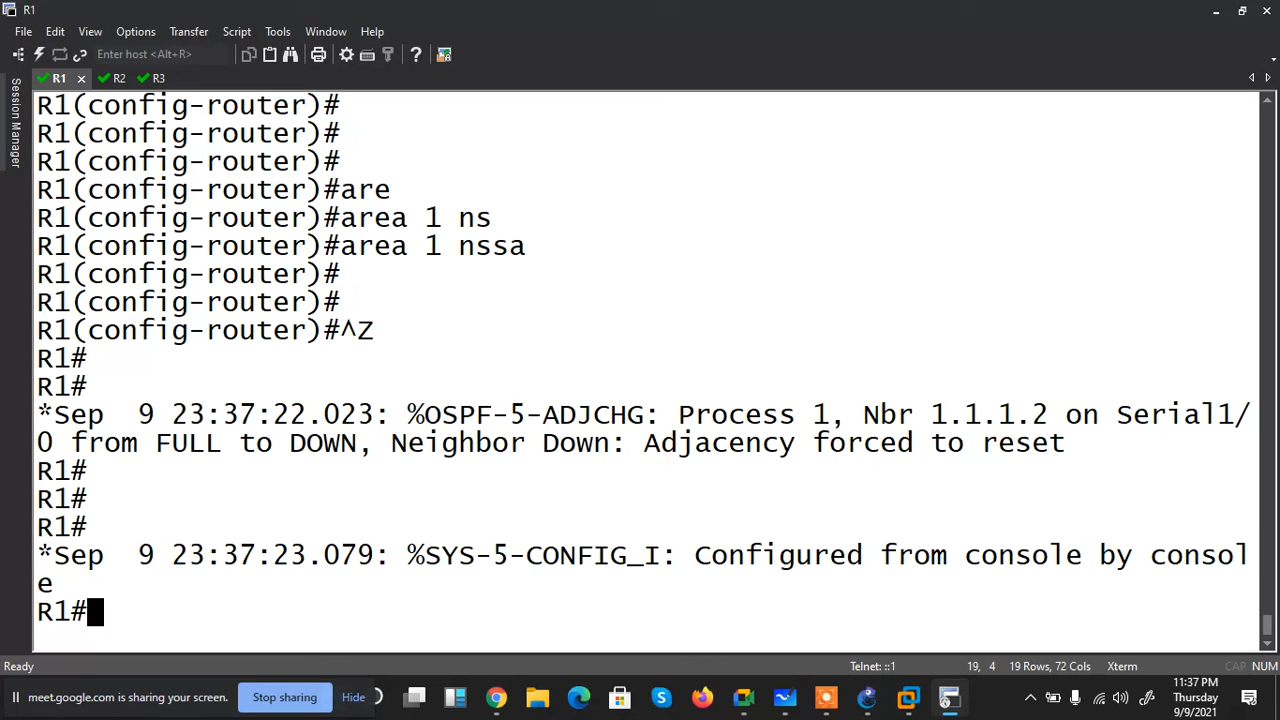 R1
File Edit View Options Transfer Script Tools Window Help
Enter host <Alt+R>
R1 R2 R3
Session Manager
R1(config-router)#
R1(config-router)#
R1(config-router)#
R1(config-router)#are
R1(config-router)#area 1 ns
R1(config-router)#area 1 nssa
R1(config-router)#
R1(config-router)#
R1(config-router)#^Z
R1#
R1#
*Sep  9 23:37:22.023: %OSPF-5-ADJCHG: Process 1, Nbr 1.1.1.2 on Serial1/
0 from FULL to DOWN, Neighbor Down: Adjacency forced to reset
R1#
R1#
R1#
*Sep  9 23:37:23.079: %SYS-5-CONFIG_I: Configured from console by consol
e
R1#
Ready Telnet: ::1 19, 4 19 Rows, 72 Cols Xterm CAP NUM
meet.google.com is sharing your screen. Stop sharing Hide
11:37 PM
Thursday
9/9/2021